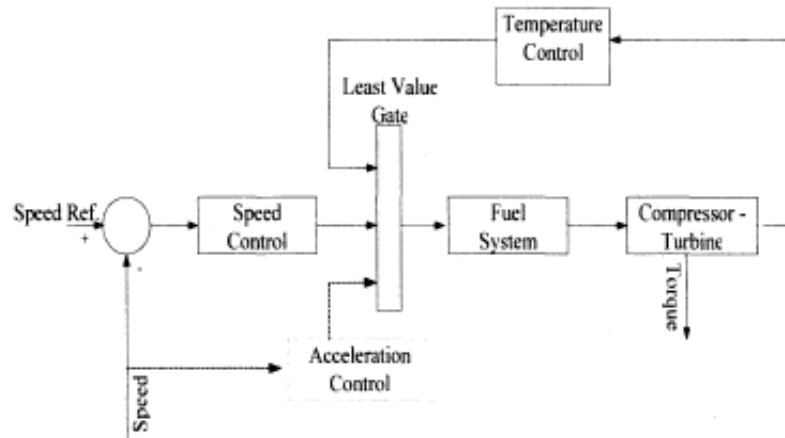 Temperature
Control
Least Value
Gate
Speed Ref.
+
-
Speed
Control
Fuel
System
Compressor -
Turbine
Torque
Acceleration
Control
Speed